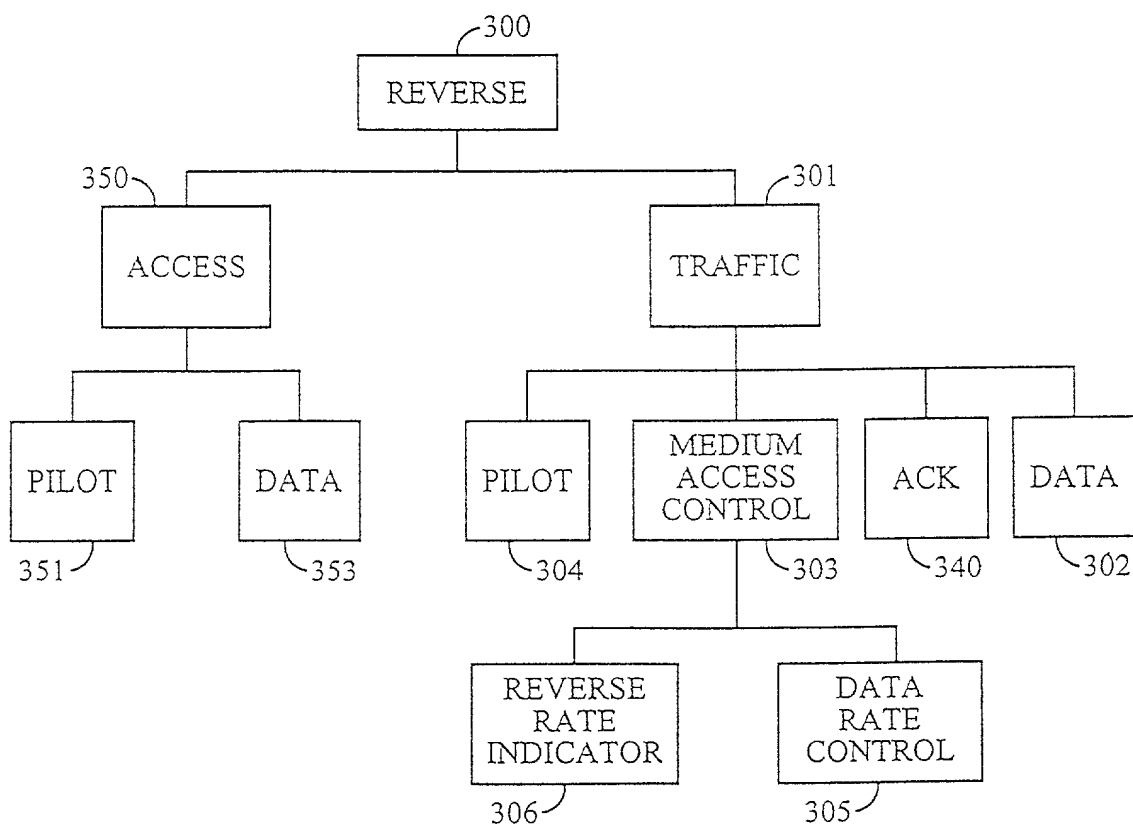 300
REVERSE
350
301
ACCESS
TRAFFIC
PILOT
DATA
PILOT
MEDIUM
ACCESS
CONTROL
ACK
DATA
351
353
304
303
340
302
REVERSE
RATE
INDICATOR
DATA
RATE
CONTROL
306
305